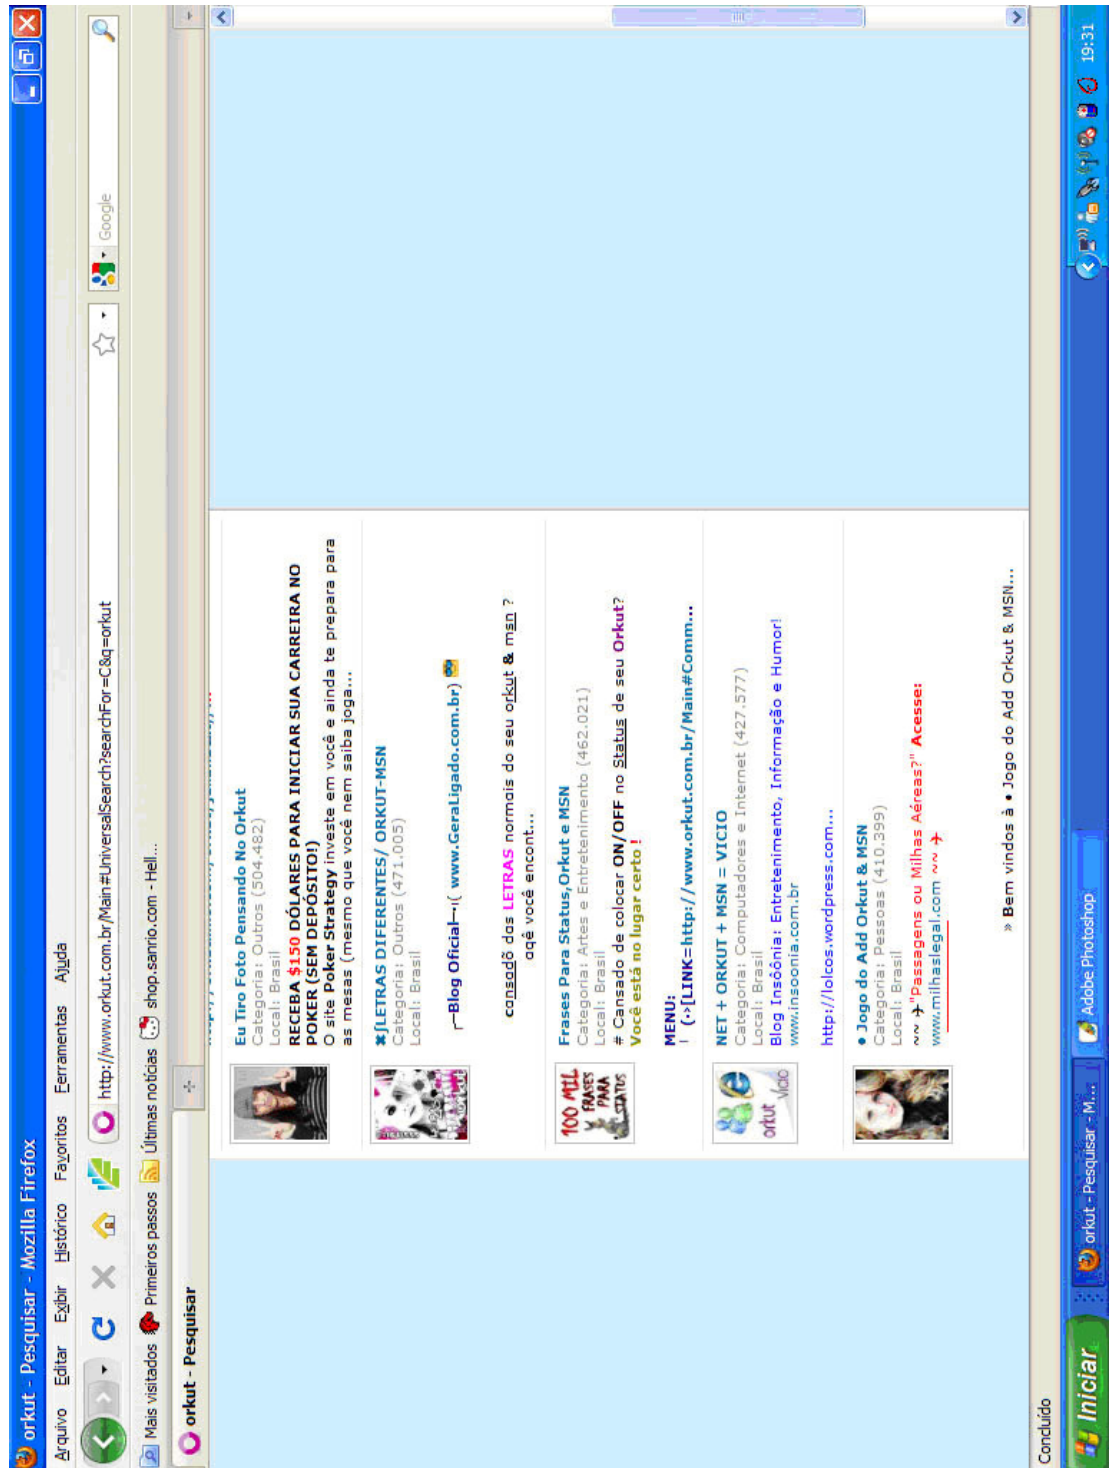 orkut - Pesquisar - Mozilla Firefox
Arquivo Editar Exibir Histórico Favoritos Ferramentas Ajuda
http://www.orkut.com.br/Main#UniversalSearch?searchFor=C&q=orkut
Google
Mais visitados Primeiros passos Últimas notícias shop.sanrio.com - Hell...
orkut - Pesquisar
Eu Tiro Foto Pensando No Orkut
Categoria: Outros (504.482)
Local: Brasil
RECEBA $150 DÓLARES PARA INICIAR SUA CARREIRA NO
POKER (SEM DEPÓSITO!)
O site Poker Strategy investe em você e ainda te prepara para
as mesas (mesmo que você nem saiba joga...
✖∫LETRAS DIFERENTES/ ORKUT-MSN
Categoria: Outros (471.005)
Local: Brasil
┌─Blog Oficial─·ı( www.GeraLigado.com.br)
cansadõ das LETRAS normais do seu orkut & msn ?
aqê você encont...
100 MIL
FRASES
PARA
STATUS
Frases Para Status,Orkut e MSN
Categoria: Artes e Entretenimento (462.021)
Local: Brasil
# Cansado de colocar ON/OFF no Status de seu Orkut?
Você está no lugar certo !
MENU:
¹ (·›[LINK=http://www.orkut.com.br/Main#Comm...
orkut Vício
NET + ORKUT + MSN = VICIO
Categoria: Computadores e Internet (427.577)
Local: Brasil
Blog Insôônia: Entretenimento, Informação e Humor!
www.insoonia.com.br
http://lolcos.wordpress.com...
● Jogo do Add Orkut & MSN
Categoria: Pessoas (410.399)
Local: Brasil
~~ ✈"Passagens ou Milhas Aéreas?" Acesse:
www.milhaslegal.com ~~ ✈
» Bem vindos à • Jogo do Add Orkut & MSN...
Concluído
Iniciar orkut - Pesquisar - M... Adobe Photoshop 19:31